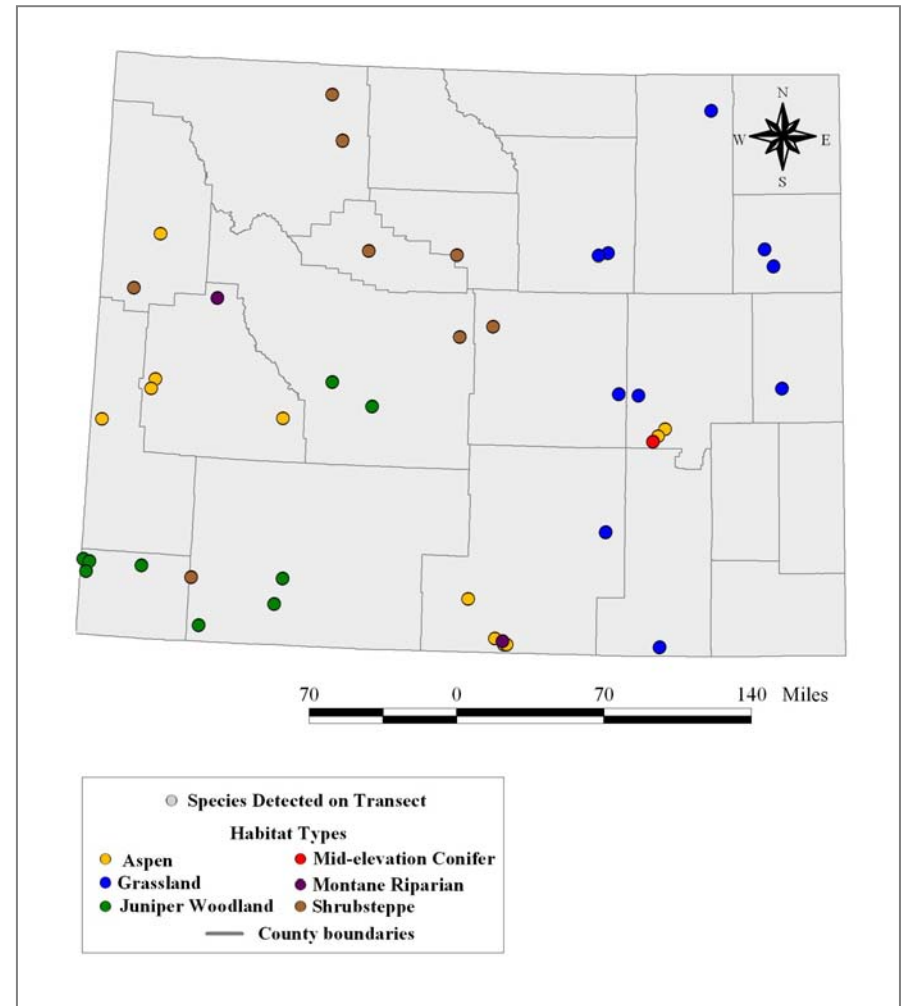 N
W E
S
70 0 70 140 Miles
Species Detected on Transect
Habitat Types
Aspen Mid-elevation Conifer
Grassland Montane Riparian
Juniper Woodland Shrubsteppe
County boundaries